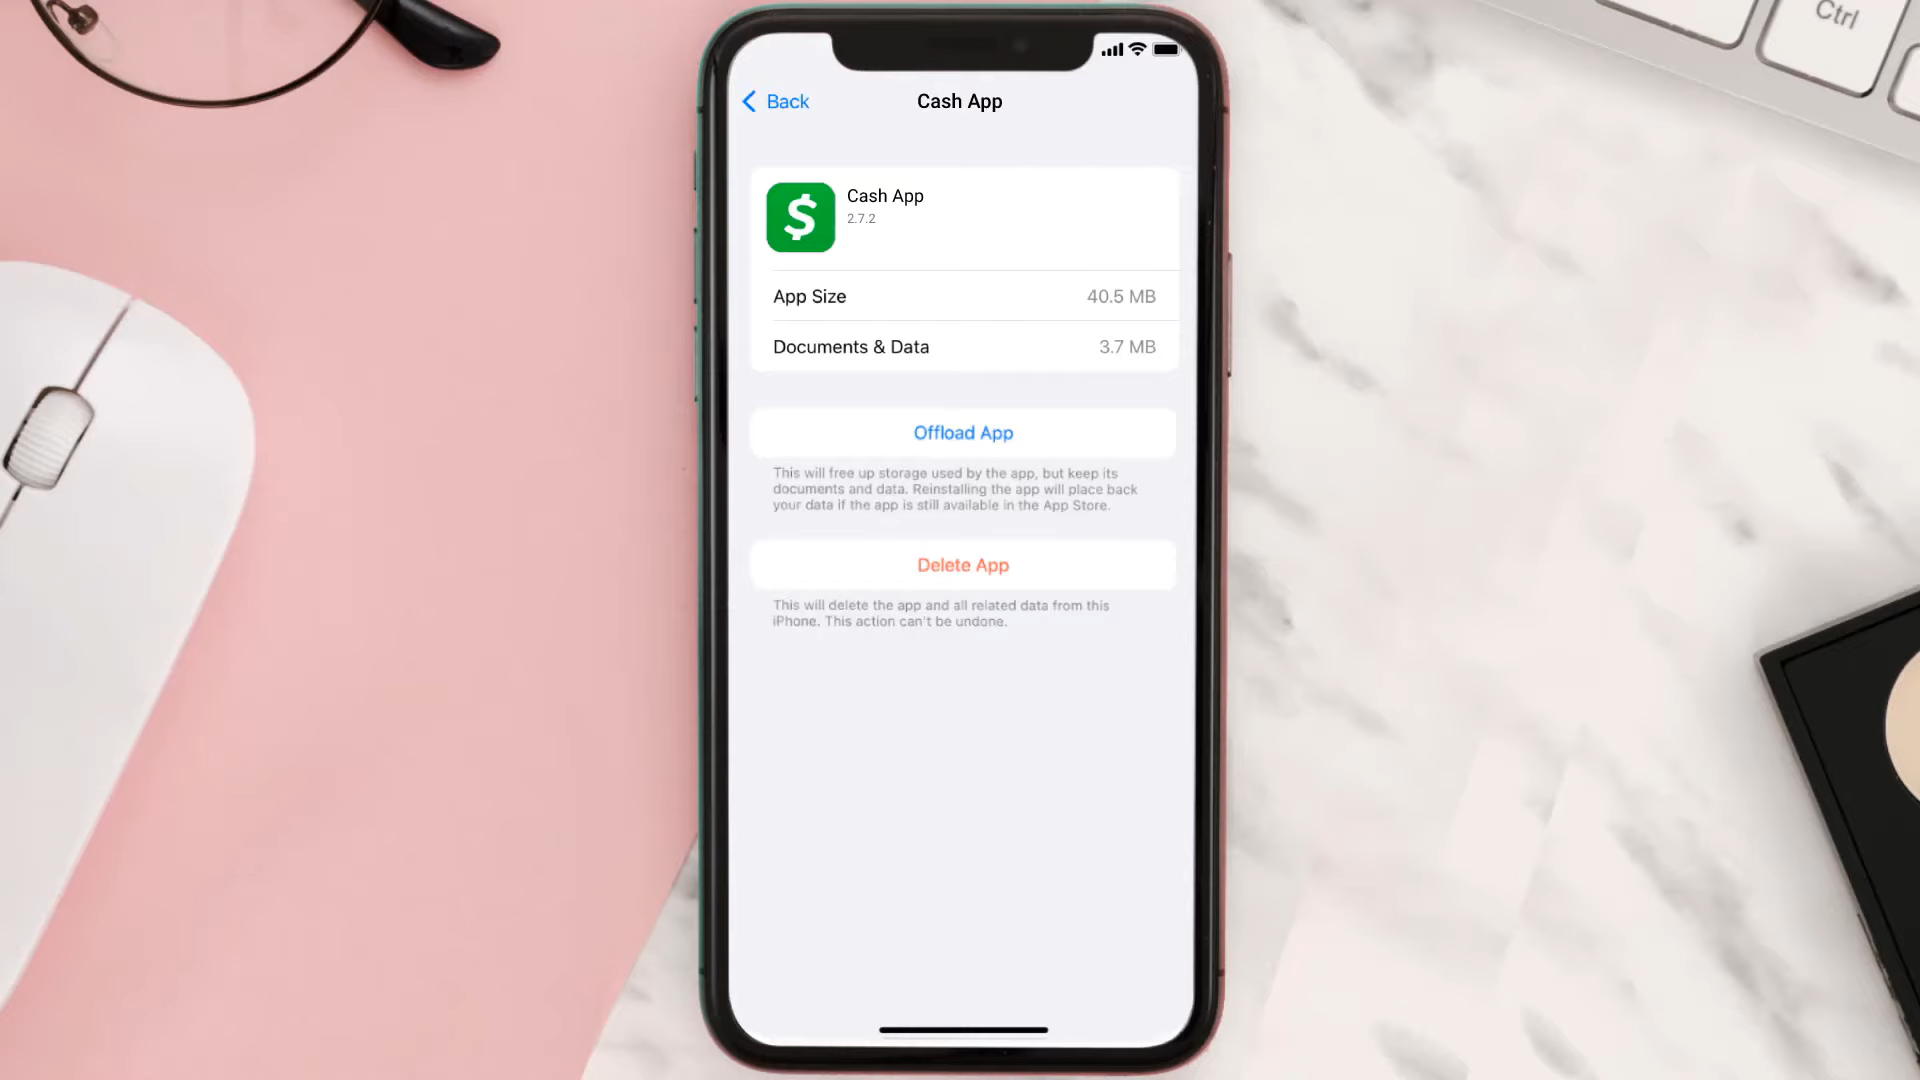 Ctrl
Back
Cash App
$
Cash App
2.7.2
App Size
40.5 MB
Documents & Data
3.7 MB
Offload App
This will free up storage used by the app, but keep its
documents and data. Reinstalling the app will place back
your data if the app is still available in the App Store.
Delete App
This will delete the app and all related data from this
iPhone. This action can't be undone.